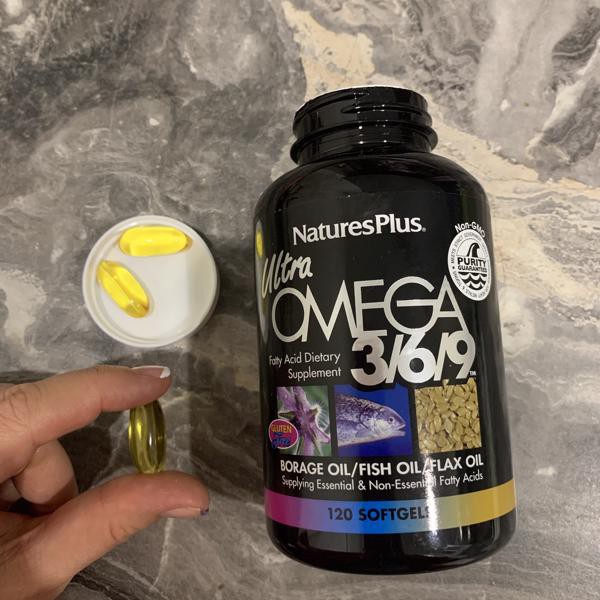 NATURESPLUS®
Ultra
OMEGA
3/6/9™
Fatty Acid Dietary
Supplement
Non-GMO
PURITY
GUARANTEED
GLUTEN
Free
BORAGE OIL/FISH OIL/FLAX OIL
Supplying Essential & Non-Essential Fatty Acids
120 SOFTGELS